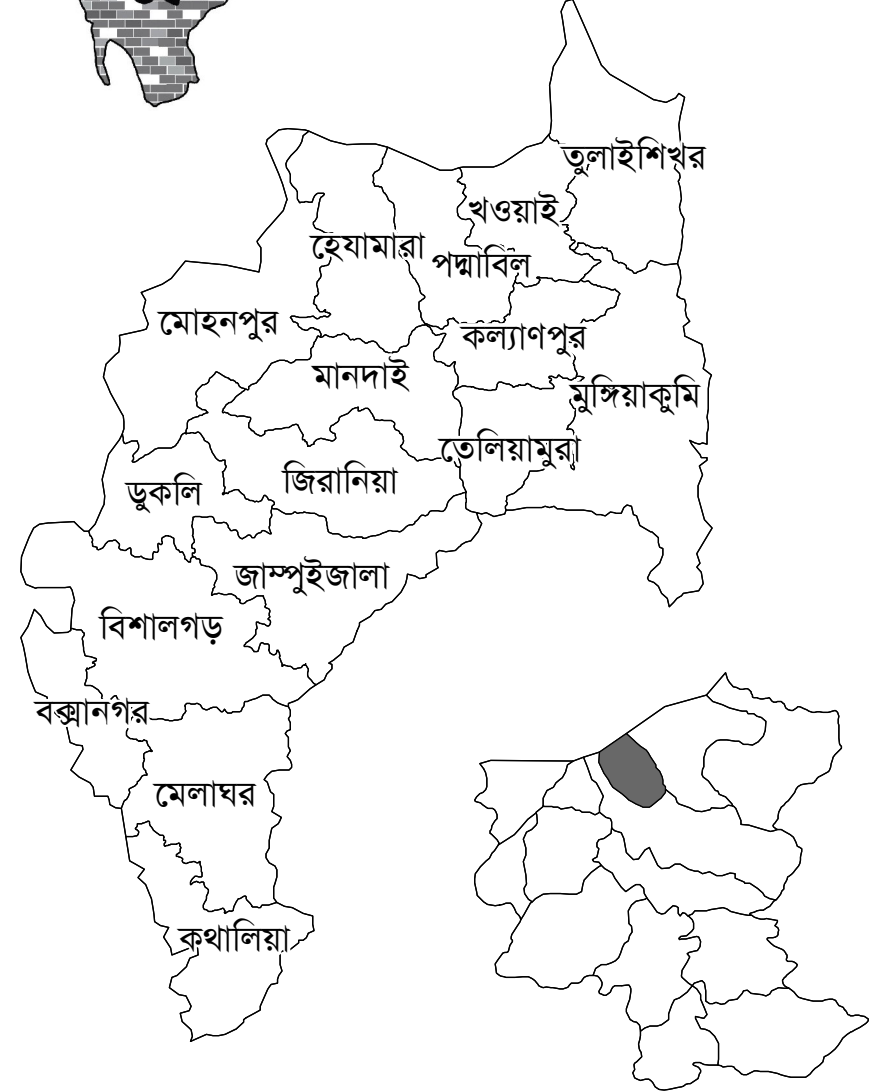 তুলাইশিখর
খওয়াই
হেযামারা
পদ্মাবিল
মোহনপুর
কল্যাণপুর
মানদাই
মুঙ্গিয়াকুমি
তেলিয়ামুরা
জিরানিয়া
ডুকলি
জাম্পুইজালা
বিশালগড়
বক্সানগর
মেলাঘর
কথালিয়া